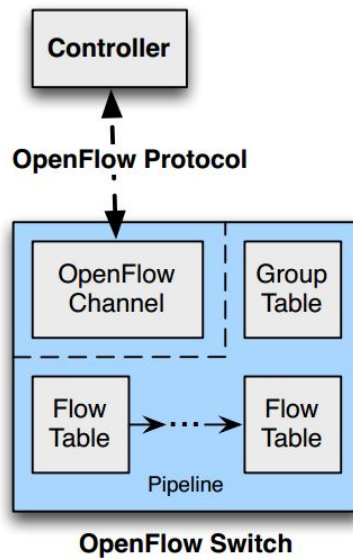 Controller
OpenFlow Protocol
OpenFlow
Channel
Group
Table
Flow
Table
Flow
Table
Pipeline
OpenFlow Switch